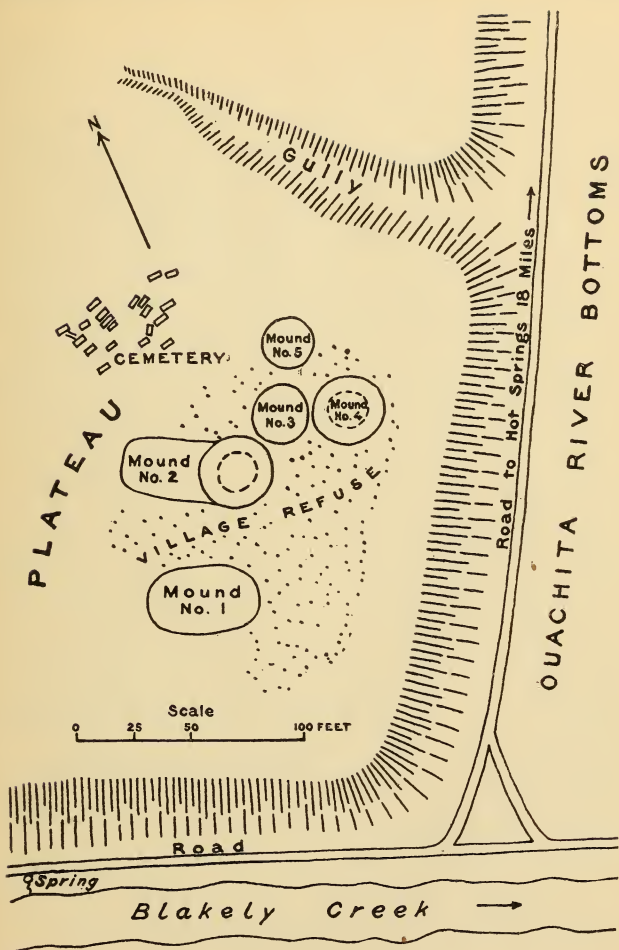 N
Gully
Road to Hot Springs 18 Miles
OUACHITA RIVER BOTTOMS
CEMETERY
Mound
No. 5
Mound
No. 3
Mound
No. 4
PLATEAU
Mound
No. 2
VILLAGE REFUSE
Mound
No. 1
Scale
0 25 50 100 FEET
Road
Spring
Blakely Creek